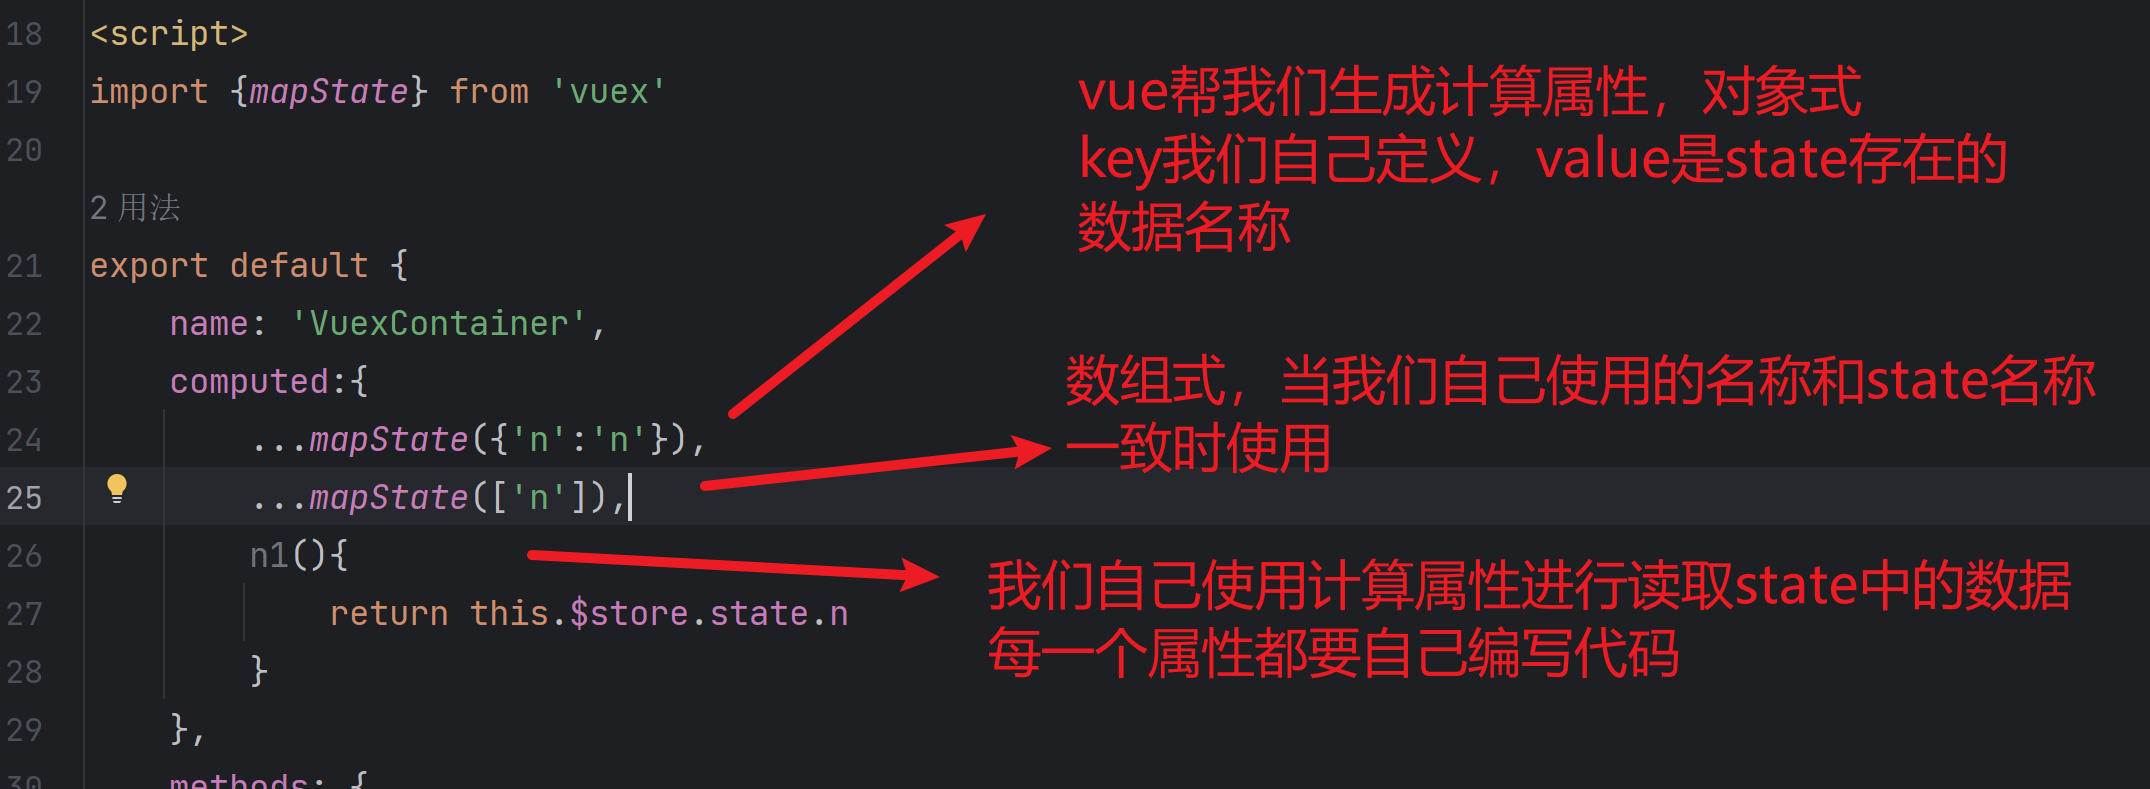 18 <script>
19 import {mapState} from 'vuex'
20
2 用法
21 export default {
22 name: 'VuexContainer',
23 computed:{
24 ...mapState({'n':'n'}),
25 ...mapState(['n']),
26 n1(){
27 return this.$store.state.n
28 }
29 },
30 methods: {
vue帮我们生成计算属性，对象式
key我们自己定义，value是state存在的
数据名称
数组式，当我们自己使用的名称和state名称
一致时使用
我们自己使用计算属性进行读取state中的数据
每一个属性都要自己编写代码